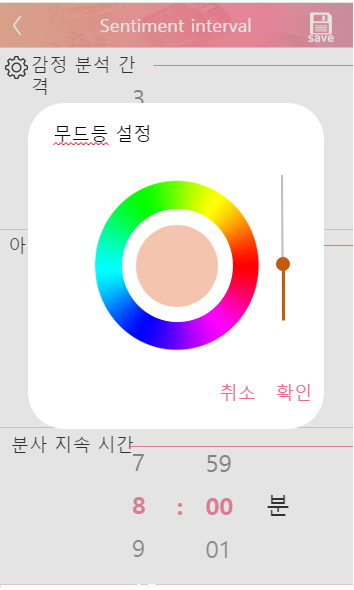 Sentiment interval
save
감정 분석 간
격
3
무드등 설정
아
취소 확인
분사 지속 시간
7 59
8 : 00 분
9 01